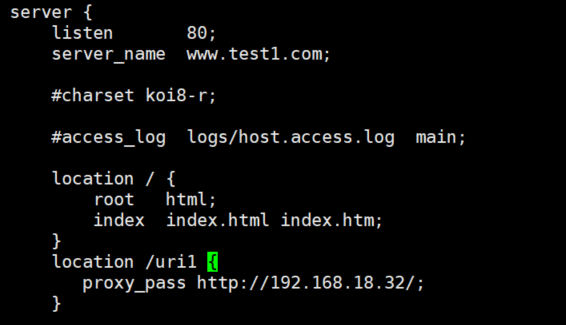 server {
    listen       80;
    server_name  www.test1.com;

    #charset koi8-r;

    #access_log  logs/host.access.log  main;

    location / {
        root   html;
        index  index.html index.htm;
    }
    location /uri1 {
       proxy_pass http://192.168.18.32/;
    }